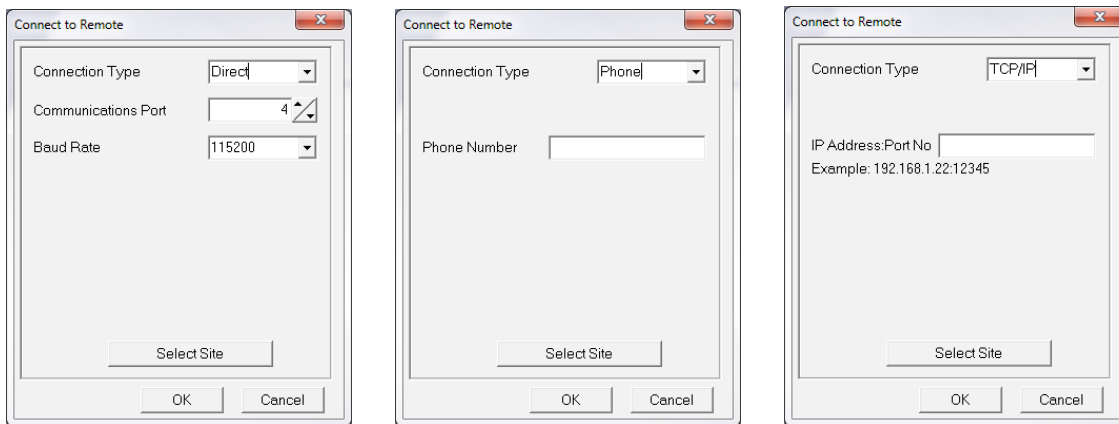 Connect to Remote
Connection Type Direct
Communications Port 4
Baud Rate 115200
Select Site
OK Cancel
Connect to Remote
Connection Type Phone
Phone Number
Select Site
OK Cancel
Connect to Remote
Connection Type TCP/IP
IP Address:Port No
Example: 192.168.1.22:12345
Select Site
OK Cancel